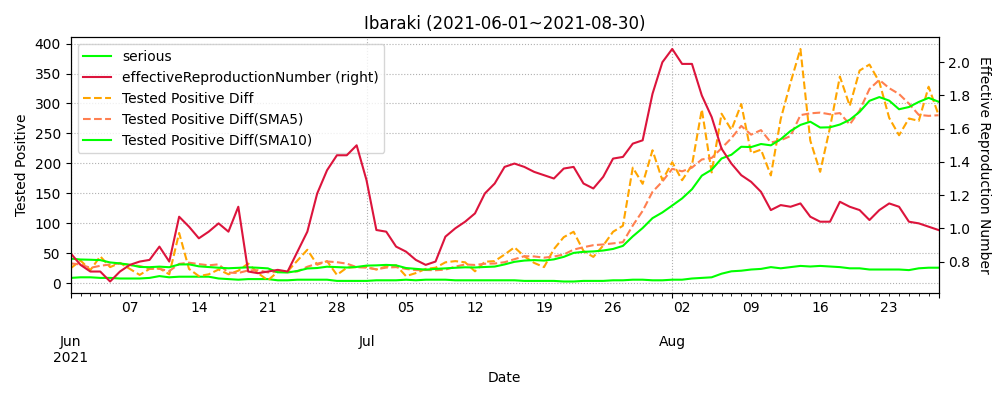 Ibaraki (2021-06-01~2021-08-30)
serious
effectiveReproductionNumber (right)
Tested Positive Diff
Tested Positive Diff(SMA5)
Tested Positive Diff(SMA10)
Tested Positive
400
350
300
250
200
150
100
50
0
2.0
1.8
1.6
1.4
1.2
1.0
0.8
Effective Reproduction Number
07 14 21 28 05 12 19 26 02 09 16 23
Jun Jul Aug
2021
Date